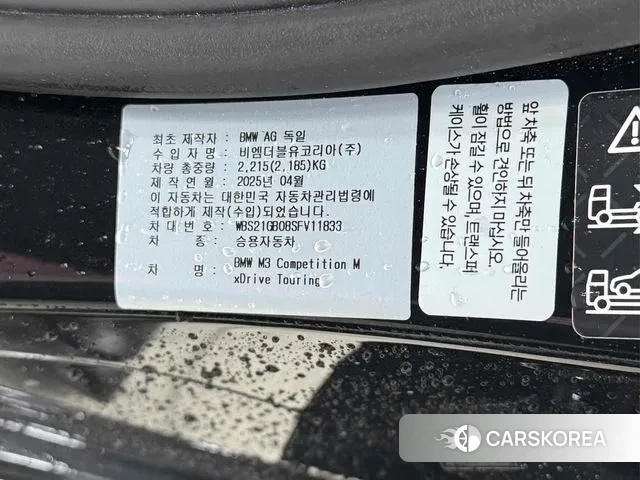 최초 제작자 : BMW AG 독일
수 입 자 명 : 비엠더블유코리아(주)
차량 총중량 : 2,215(2,185)KG
제 작 연 월 : 2025년 04월
이 자동차는 대한민국 자동차관리법령에
적합하게 제작(수입)되었습니다.
차 대 번 호 : WBS21GB08SFV11833
차 종 : 승용자동차
차 명 : BMW M3 Competition M
xDrive Touring
앞 차축 또는 뒤 차축만 들어올리는
방법으로 견인하지 마십시오.
휠이 잠길 수 있으며 트랜스퍼
케이스가 손상될 수 있습니다.
CARSKOREA